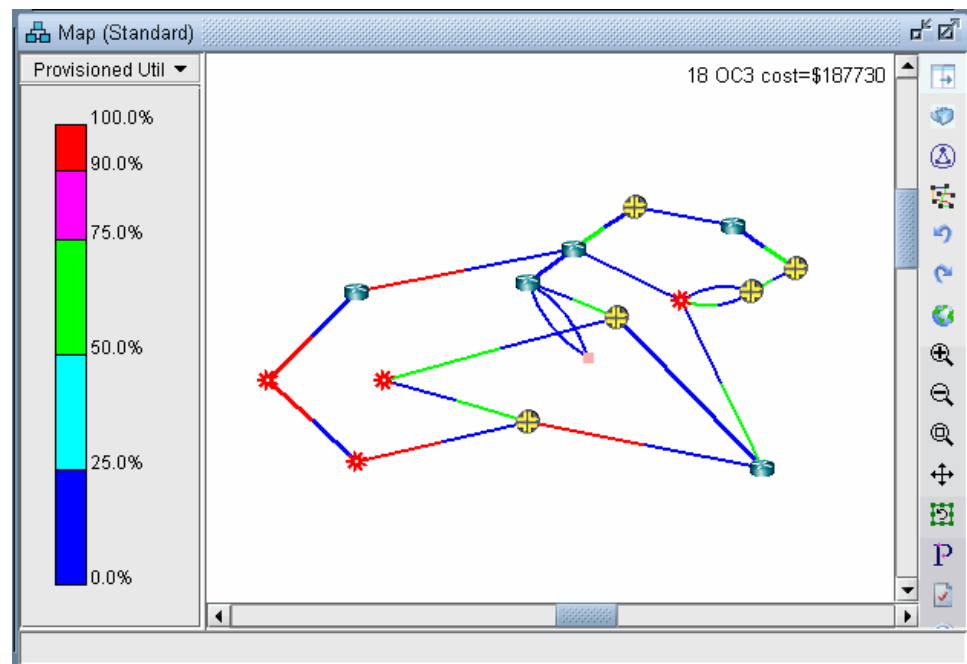 Map (Standard)
Provisioned Util
18 OC3 cost=$187730
100.0%
90.0%
75.0%
50.0%
25.0%
0.0%
P